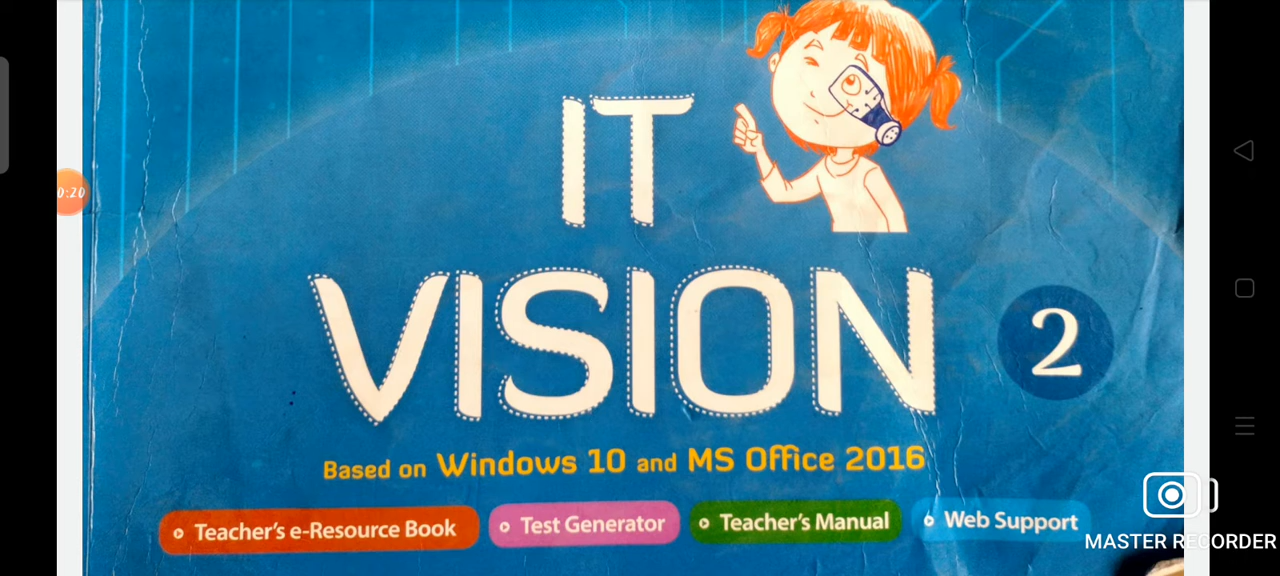 IT
VISION
2
Based on Windows 10 and MS Office 2016
Teacher's e-Resource Book
Test Generator
Teacher's Manual
Web Support
0:20
MASTER RECORDER